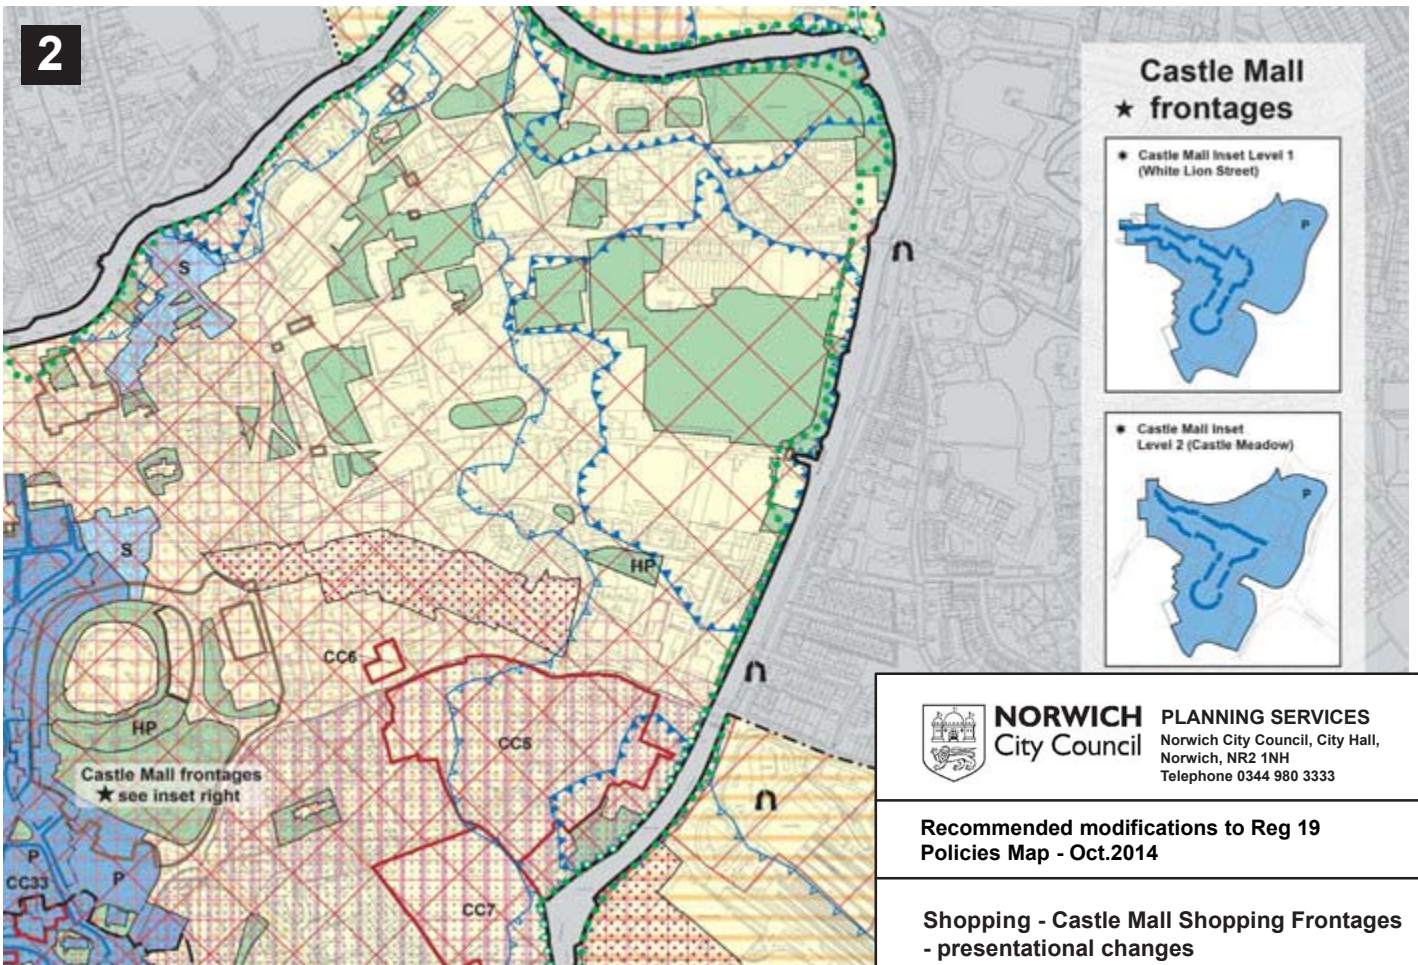 2
Castle Mall
★ frontages
* Castle Mall Inset Level 1
(White Lion Street)
P
* Castle Mall Inset
Level 2 (Castle Meadow)
P
S
S
HP
CC6
HP
CC5
Castle Mall frontages
★ see inset right
P
CC33
P
CC7
NORWICH
City Council
PLANNING SERVICES
Norwich City Council, City Hall,
Norwich, NR2 1NH
Telephone 0344 980 3333
Recommended modifications to Reg 19
Policies Map - Oct.2014
Shopping - Castle Mall Shopping Frontages
- presentational changes